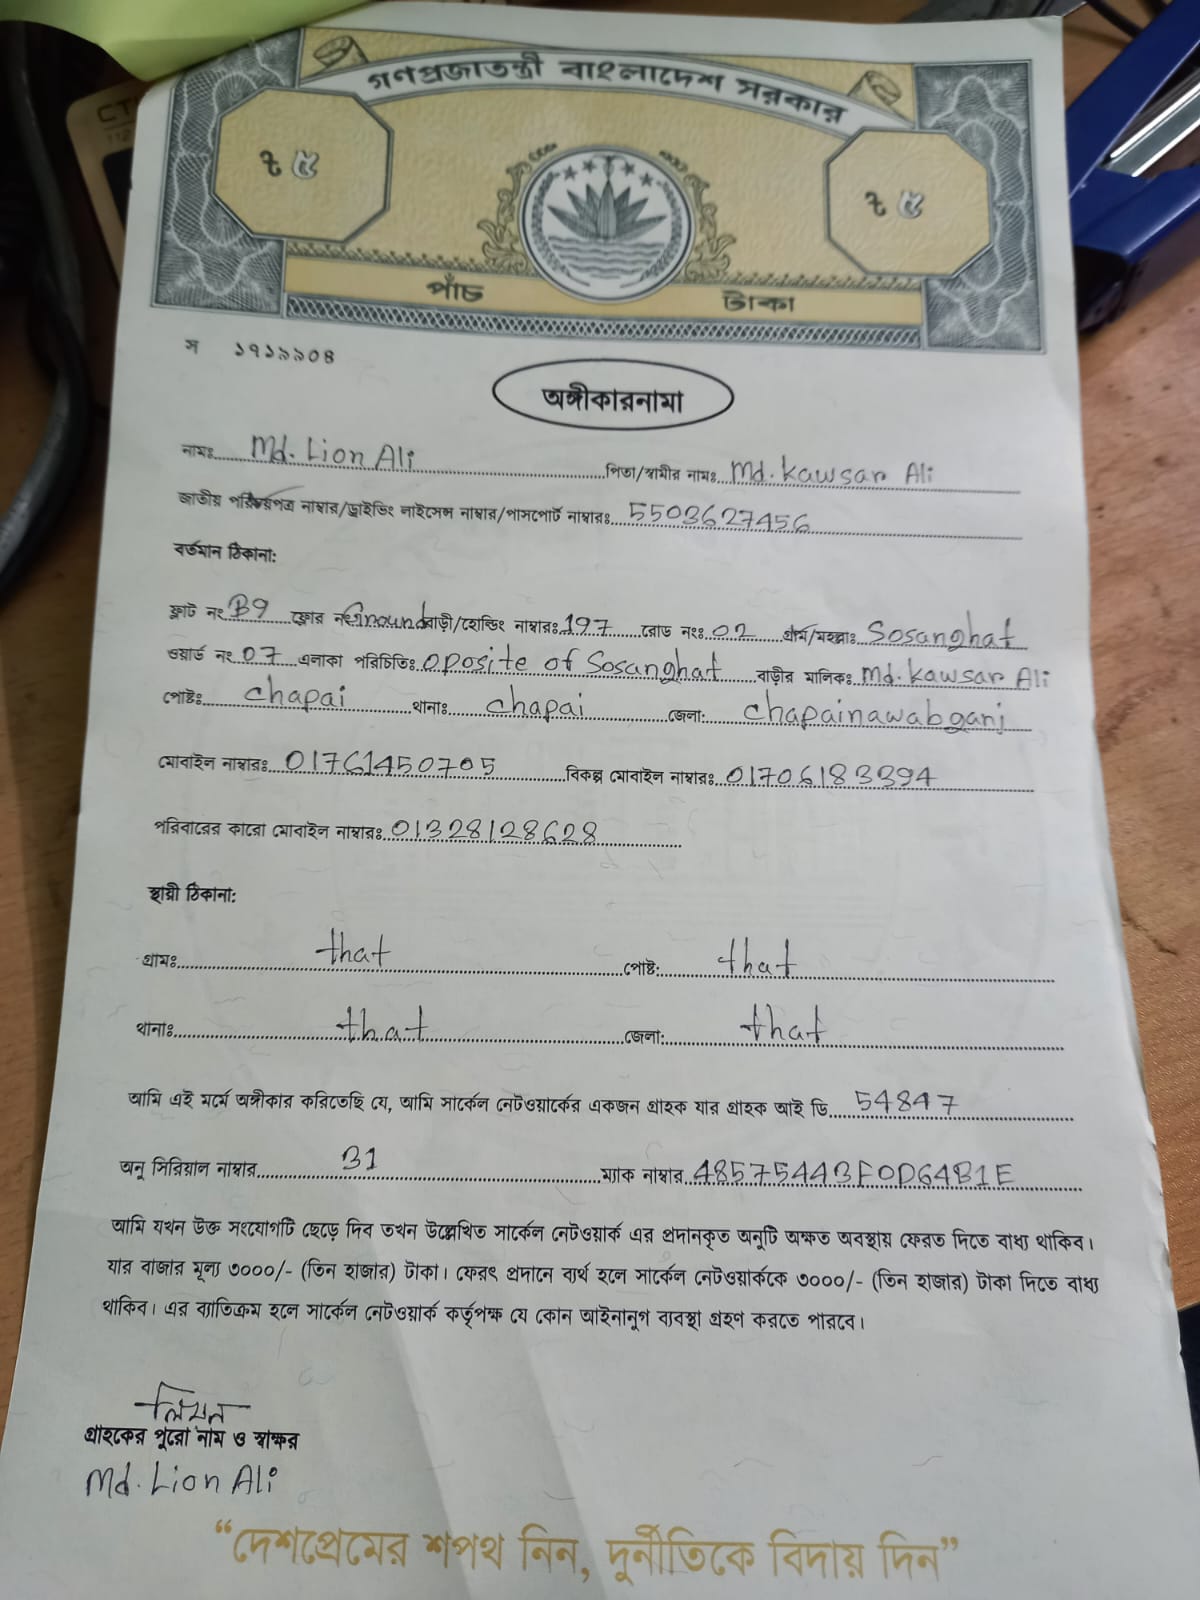 গণপ্রজাতন্ত্রী বাংলাদেশ সরকার
৳ ৫ ৳ ৫
পাঁচ টাকা
স ১৭১৯৯০৪
অঙ্গীকারনামা
নামঃ Md. Lion Ali পিতা/স্বামীর নামঃ Md. Kawsar Ali
জাতীয় পরিচয়পত্র নাম্বার/ড্রাইভিং লাইসেন্স নাম্বার/পাসপোর্ট নাম্বারঃ 5503627456
বর্তমান ঠিকানা:
ফ্লাট নং B9 ফ্লোর নং Ground বাড়ী/হোল্ডিং নাম্বারঃ 197 রোড নংঃ 02 গ্রাম/মহল্লাঃ Sosanghat
ওয়ার্ড নং 07 এলাকা পরিচিতিঃ oposite of Sosanghat বাড়ীর মালিকঃ Md. Kawsar Ali
পোষ্টঃ chapai থানাঃ chapai জেলা: chapainawabganj
মোবাইল নাম্বারঃ 01761450705 বিকল্প মোবাইল নাম্বারঃ 01706183394
পরিবারের কারো মোবাইল নাম্বারঃ 01328128628
স্থায়ী ঠিকানা:
গ্রামঃ that পোষ্ট: that
থানাঃ that জেলা: that
আমি এই মর্মে অঙ্গীকার করিতেছি যে, আমি সার্কেল নেটওয়ার্কের একজন গ্রাহক যার গ্রাহক আই ডি 54847
অনু সিরিয়াল নাম্বার 31 ম্যাক নাম্বার 48575443F0D64B1E
আমি যখন উক্ত সংযোগটি ছেড়ে দিব তখন উল্লেখিত সার্কেল নেটওয়ার্ক এর প্রদানকৃত অনুটি অক্ষত অবস্থায় ফেরত দিতে বাধ্য থাকিব।
যার বাজার মূল্য ৩০০০/- (তিন হাজার) টাকা। ফেরৎ প্রদানে ব্যর্থ হলে সার্কেল নেটওয়ার্ককে ৩০০০/- (তিন হাজার) টাকা দিতে বাধ্য
থাকিব। এর ব্যাতিক্রম হলে সার্কেল নেটওয়ার্ক কর্তৃপক্ষ যে কোন আইনানুগ ব্যবস্থা গ্রহণ করতে পারবে।
লিয়ন
গ্রাহকের পুরো নাম ও স্বাক্ষর
Md. Lion Ali
“দেশপ্রেমের শপথ নিন, দুর্নীতিকে বিদায় দিন”